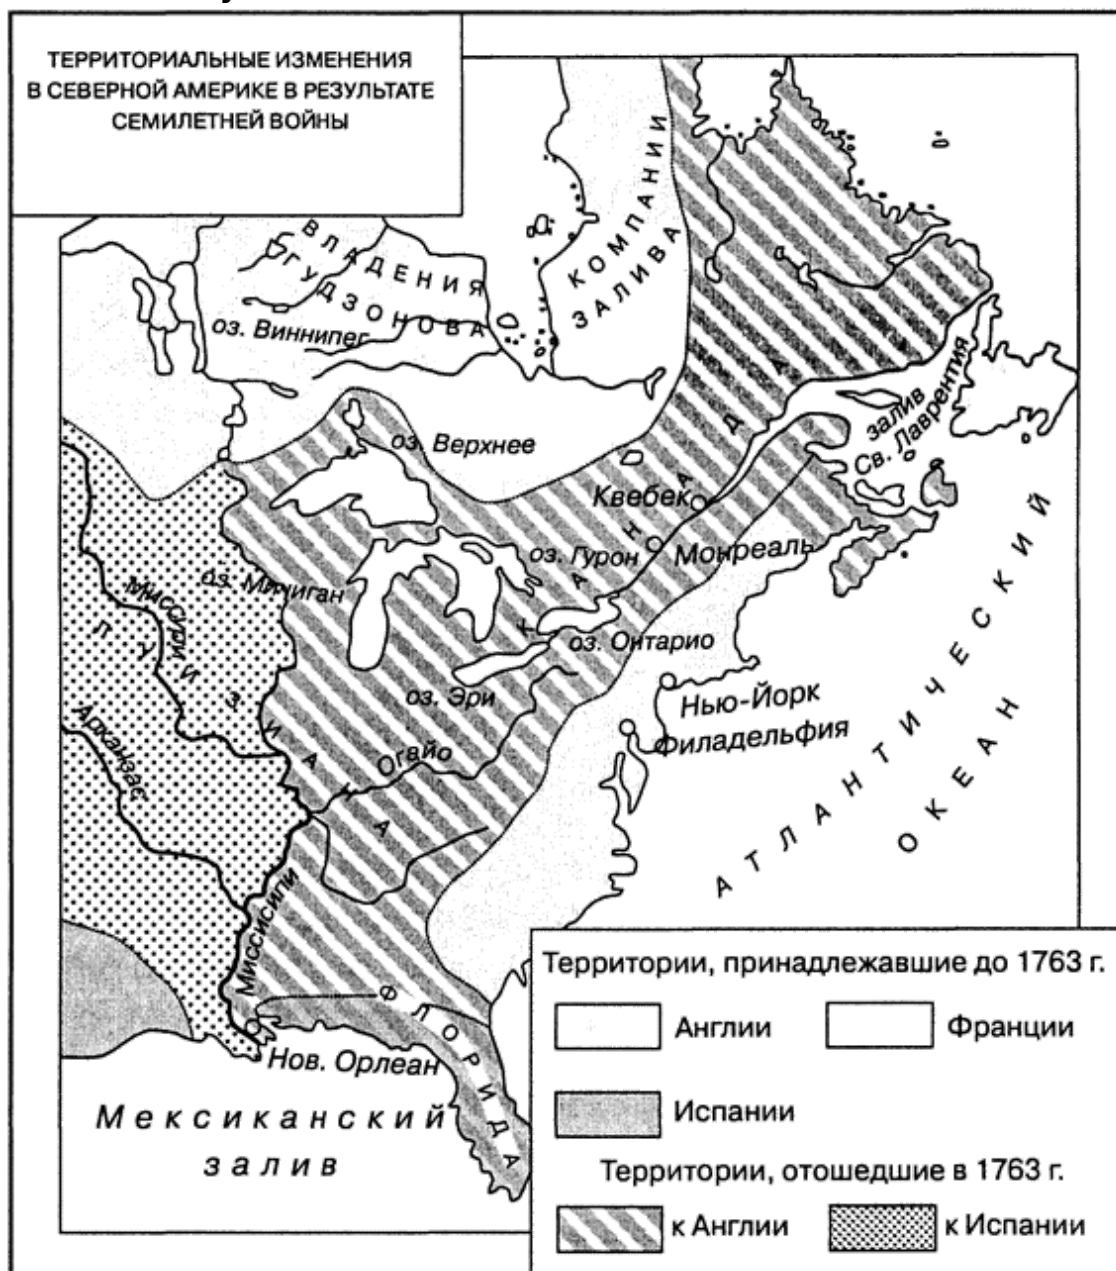 ТЕРРИТОРИАЛЬНЫЕ ИЗМЕНЕНИЯ
В СЕВЕРНОЙ АМЕРИКЕ В РЕЗУЛЬТАТЕ
СЕМИЛЕТНЕЙ ВОЙНЫ
ВЛАДЕНИЯ
ГУДЗОНОВА
КОМПАНИИ
ЗАЛИВА
оз. Виннипег
оз. Верхнее
залив
Св. Лаврентия
КАНАДА
Квебек
Монреаль
оз. Гурон
оз. Мичиган
оз. Онтарио
оз. Эри
Миссури
ЛУИЗИАНА
Арканзас
Огайо
Нью-Йорк
Филадельфия
АТЛАНТИЧЕСКИЙ
ОКЕАН
Миссисипи
ФЛОРИДА
Нов. Орлеан
Мексиканский
залив
Территории, принадлежавшие до 1763 г.
Англии
Франции
Испании
Территории, отошедшие в 1763 г.
к Англии
к Испании